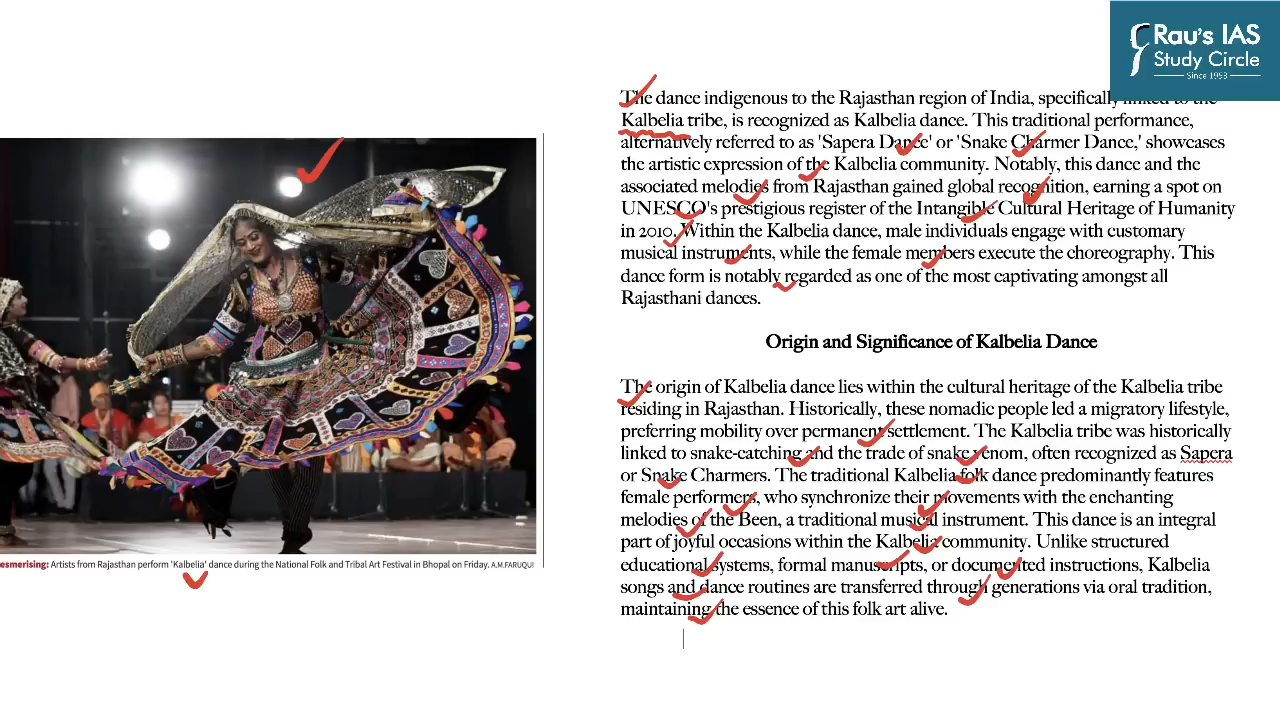 Rau's IAS
Study Circle
Since 1953
The dance indigenous to the Rajasthan region of India, specifically linked to the
Kalbelia tribe, is recognized as Kalbelia dance. This traditional performance,
alternatively referred to as 'Sapera Dance' or 'Snake Charmer Dance,' showcases
the artistic expression of the Kalbelia community. Notably, this dance and the
associated melodies from Rajasthan gained global recognition, earning a spot on
UNESCO's prestigious register of the Intangible Cultural Heritage of Humanity
in 2010. Within the Kalbelia dance, male individuals engage with customary
musical instruments, while the female members execute the choreography. This
dance form is notably regarded as one of the most captivating amongst all
Rajasthani dances.
Origin and Significance of Kalbelia Dance
The origin of Kalbelia dance lies within the cultural heritage of the Kalbelia tribe
residing in Rajasthan. Historically, these nomadic people led a migratory lifestyle,
preferring mobility over permanent settlement. The Kalbelia tribe was historically
linked to snake-catching and the trade of snake venom, often recognized as Sapera
or Snake Charmers. The traditional Kalbelia folk dance predominantly features
female performers, who synchronize their movements with the enchanting
melodies of the Been, a traditional musical instrument. This dance is an integral
part of joyful occasions within the Kalbelia community. Unlike structured
educational systems, formal manuscripts, or documented instructions, Kalbelia
songs and dance routines are transferred through generations via oral tradition,
maintaining the essence of this folk art alive.
esmerising: Artists from Rajasthan perform 'Kalbelia' dance during the National Folk and Tribal Art Festival in Bhopal on Friday. A.M.FARUQUI